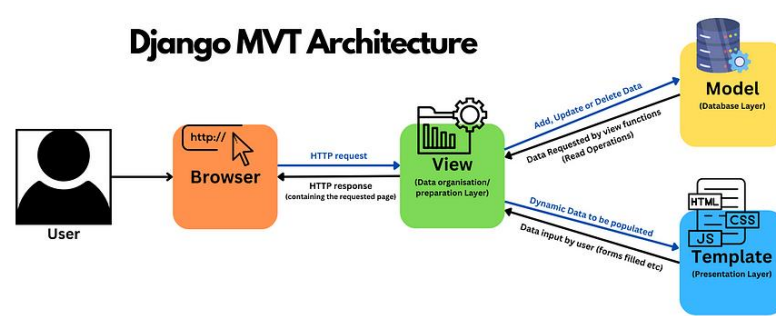 Django MVT Architecture
User
http://
Browser
HTTP request
HTTP response
(containing the requested page)
View
(Data organisation/
preparation Layer)
Add, Update or Delete Data
Data Requested by view functions
(Read Operations)
Model
(Database Layer)
Dynamic Data to be populated
Data input by user (forms filled etc)
HTML
CSS
JS
Template
(Presentation Layer)